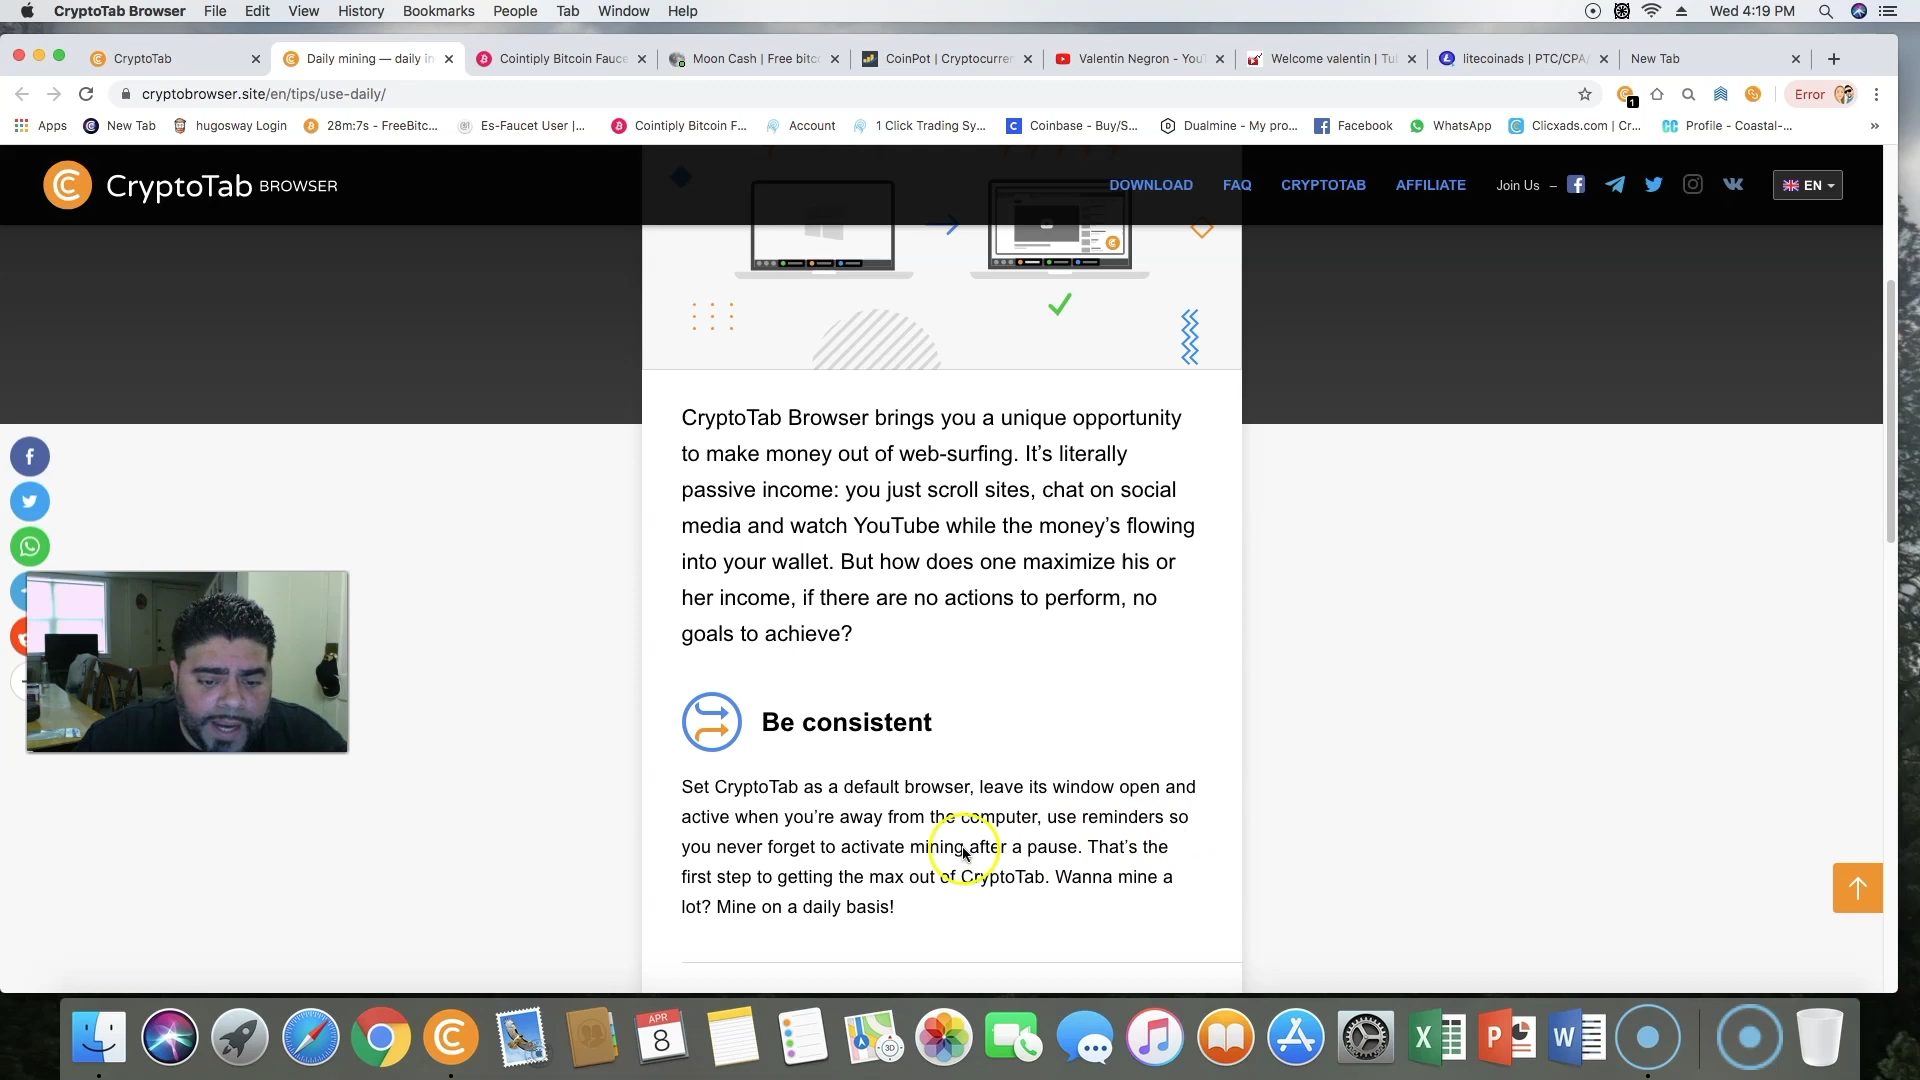 CryptoTab Browser File Edit View History Bookmarks People Tab Window Help Wed 4:19 PM
CryptoTab Daily mining — daily in Cointiply Bitcoin Fauce Moon Cash | Free bitc CoinPot | Cryptocurren Valentin Negron - You Welcome valentin | Tu litecoinads | PTC/CPA/ New Tab
cryptobrowser.site/en/tips/use-daily/ 1 Error
Apps New Tab hugosway Login 28m:7s - FreeBitc... Es-Faucet User |... Cointiply Bitcoin F... Account 1 Click Trading Sy... Coinbase - Buy/S... Dualmine - My pro... Facebook WhatsApp Clicxads.com | Cr... Profile - Coastal-... »
CryptoTab BROWSER DOWNLOAD FAQ CRYPTOTAB AFFILIATE Join Us – EN
CryptoTab Browser brings you a unique opportunity
to make money out of web-surfing. It's literally
passive income: you just scroll sites, chat on social
media and watch YouTube while the money's flowing
into your wallet. But how does one maximize his or
her income, if there are no actions to perform, no
goals to achieve?
Be consistent
Set CryptoTab as a default browser, leave its window open and
active when you're away from the computer, use reminders so
you never forget to activate mining after a pause. That's the
first step to getting the max out of CryptoTab. Wanna mine a
lot? Mine on a daily basis!
APR
8
3D